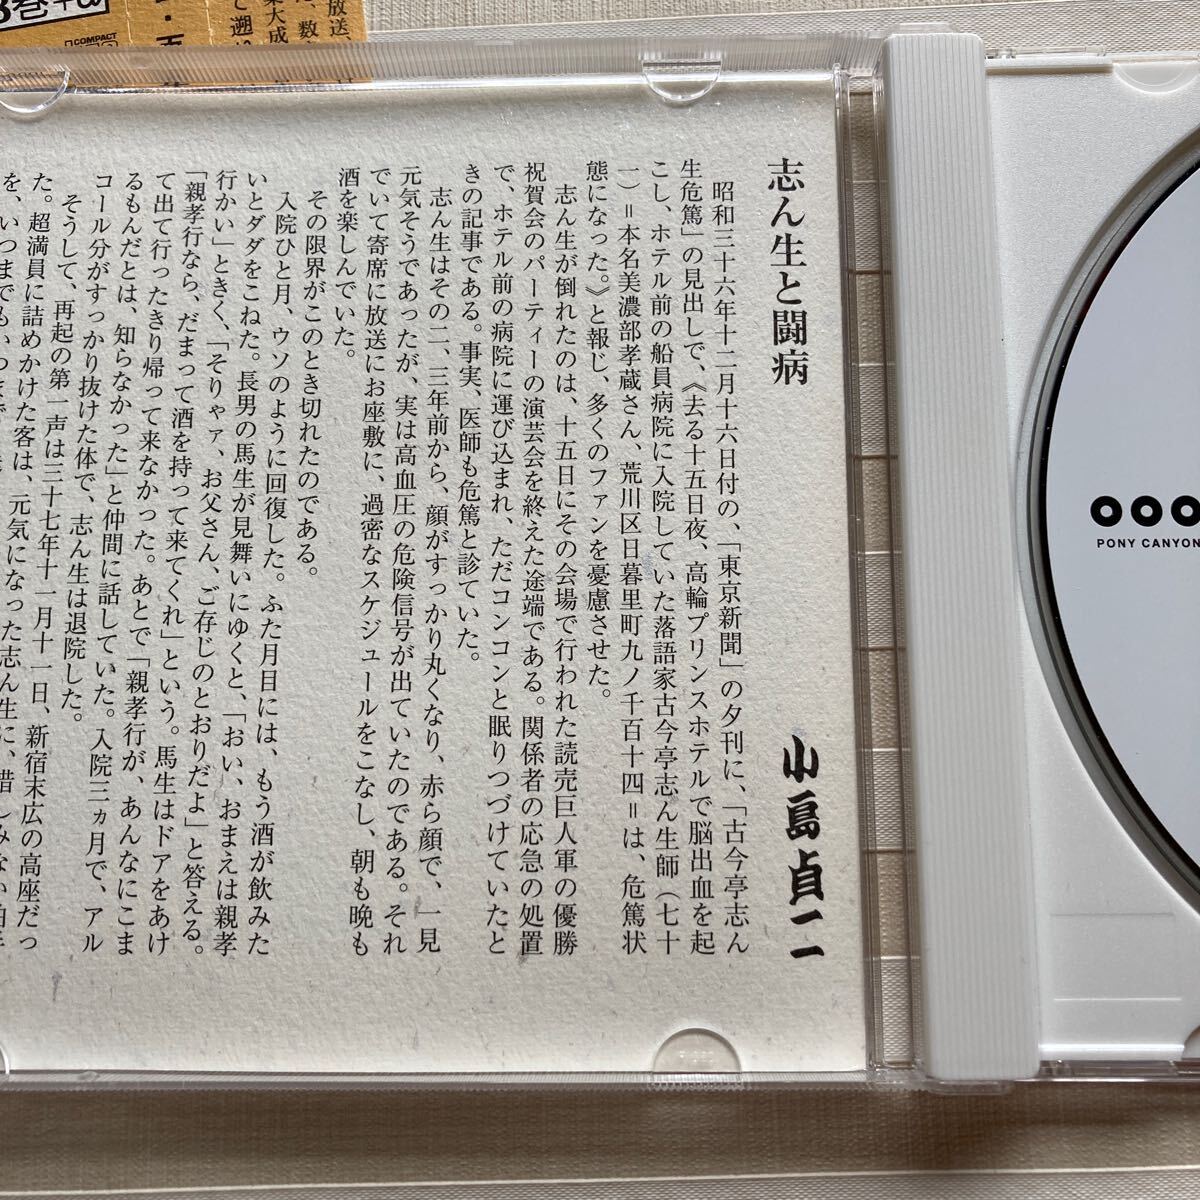 志ん生と闘病
小島貞二
昭和三十六年十二月十六日付の、「東京新聞」の夕刊に、「古今亭志ん
生危篤」の見出しで、《去る十五日夜、高輪プリンスホテルで脳出血を起
こし、ホテル前の船員病院に入院していた落語家古今亭志ん生師（七十
一）＝本名美濃部孝蔵さん、荒川区日暮里町九ノ千百十四＝は、危篤状
態になった。》と報じ、多くのファンを憂慮させた。
志ん生が倒れたのは、十五日にその会場で行われた読売巨人軍の優勝
祝賀会のパーティーの演芸会を終えた途端である。関係者の応急の処置
で、ホテル前の病院に運び込まれ、ただコンコンと眠りつづけていたと
きの記事である。事実、医師も危篤と診ていた。
志ん生はその二、三年前から、顔がすっかり丸くなり、赤ら顔で、一見
元気そうであったが、実は高血圧の危険信号が出ていたのである。それ
でいて寄席に放送にお座敷に、過密なスケジュールをこなし、朝も晩も
酒を楽しんでいた。
その限界がこのとき切れたのである。
入院ひと月、ウソのように回復した。ふた月目には、もう酒が飲みた
いとダダをこねた。長男の馬生が見舞いにゆくと、「おい、おまえは親孝
行かい」ときく、「そりゃァ、お父さん、ご存じのとおりだよ」と答える。
「親孝行なら、だまって酒を持って来てくれ」という。馬生はドアをあけ
て出て行ったきり帰って来なかった。あとで「親孝行が、あんなにこま
るもんだとは、知らなかった」と仲間に話していた。入院三ヵ月で、アル
コール分がすっかり抜けた体で、志ん生は退院した。
そうして、再起の第一声は三十七年十一月十一日、新宿末広の高座だっ
た。超満員に詰めかけた客は、元気になった志ん生に、惜しみない拍手
を、いつまでもいつまで
PONY CANYON
COMPACT